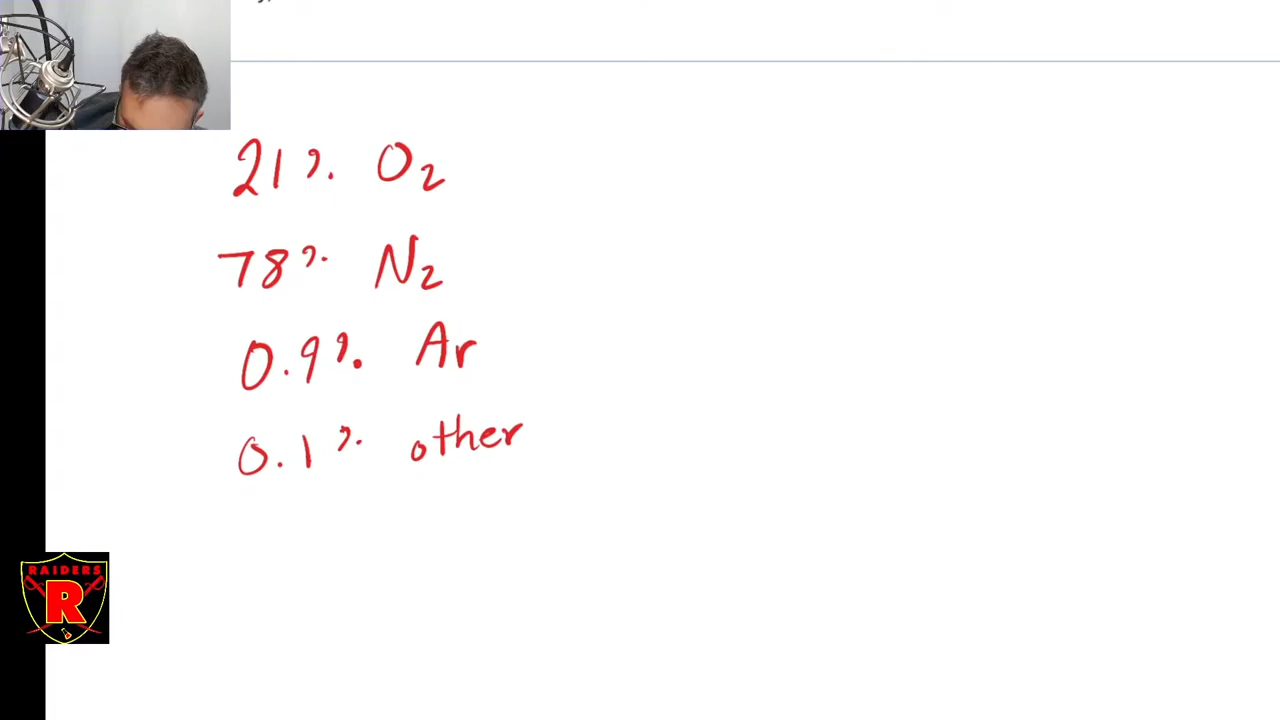 21% O2
78% N2
0.9% Ar
0.1% other
RAIDERS
R